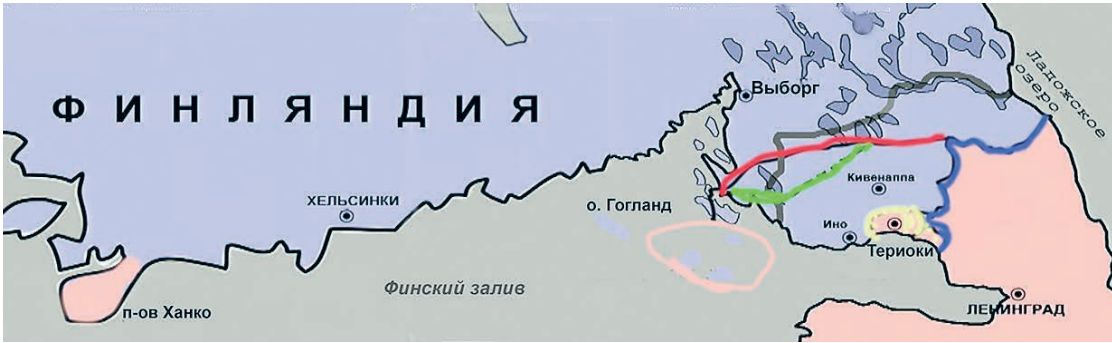 Ладожское
озеро
Выборг
ФИНЛЯНДИЯ
Кивенаппа
ХЕЛЬСИНКИ
о. Гогланд
Ино
Териоки
Финский залив
п-ов Ханко
ЛЕНИНГРАД